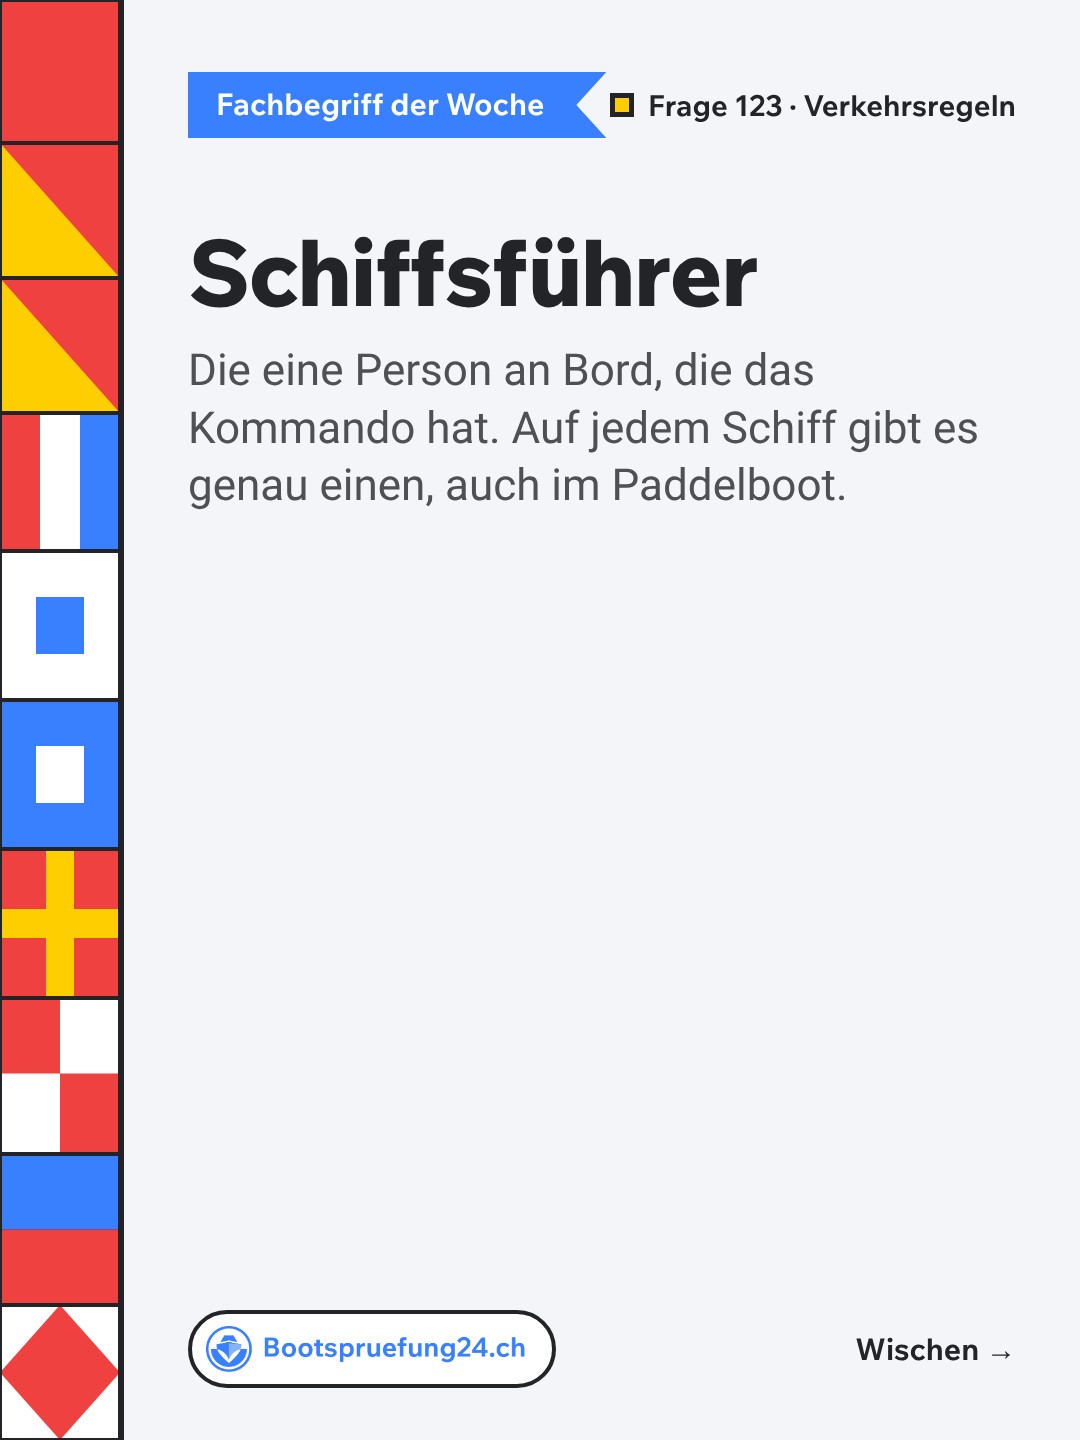 Fachbegriff der Woche
Frage 123 · Verkehrsregeln
Schiffsführer
Die eine Person an Bord, die das
Kommando hat. Auf jedem Schiff gibt es
genau einen, auch im Paddelboot.
Bootspruefung24.ch
Wischen →